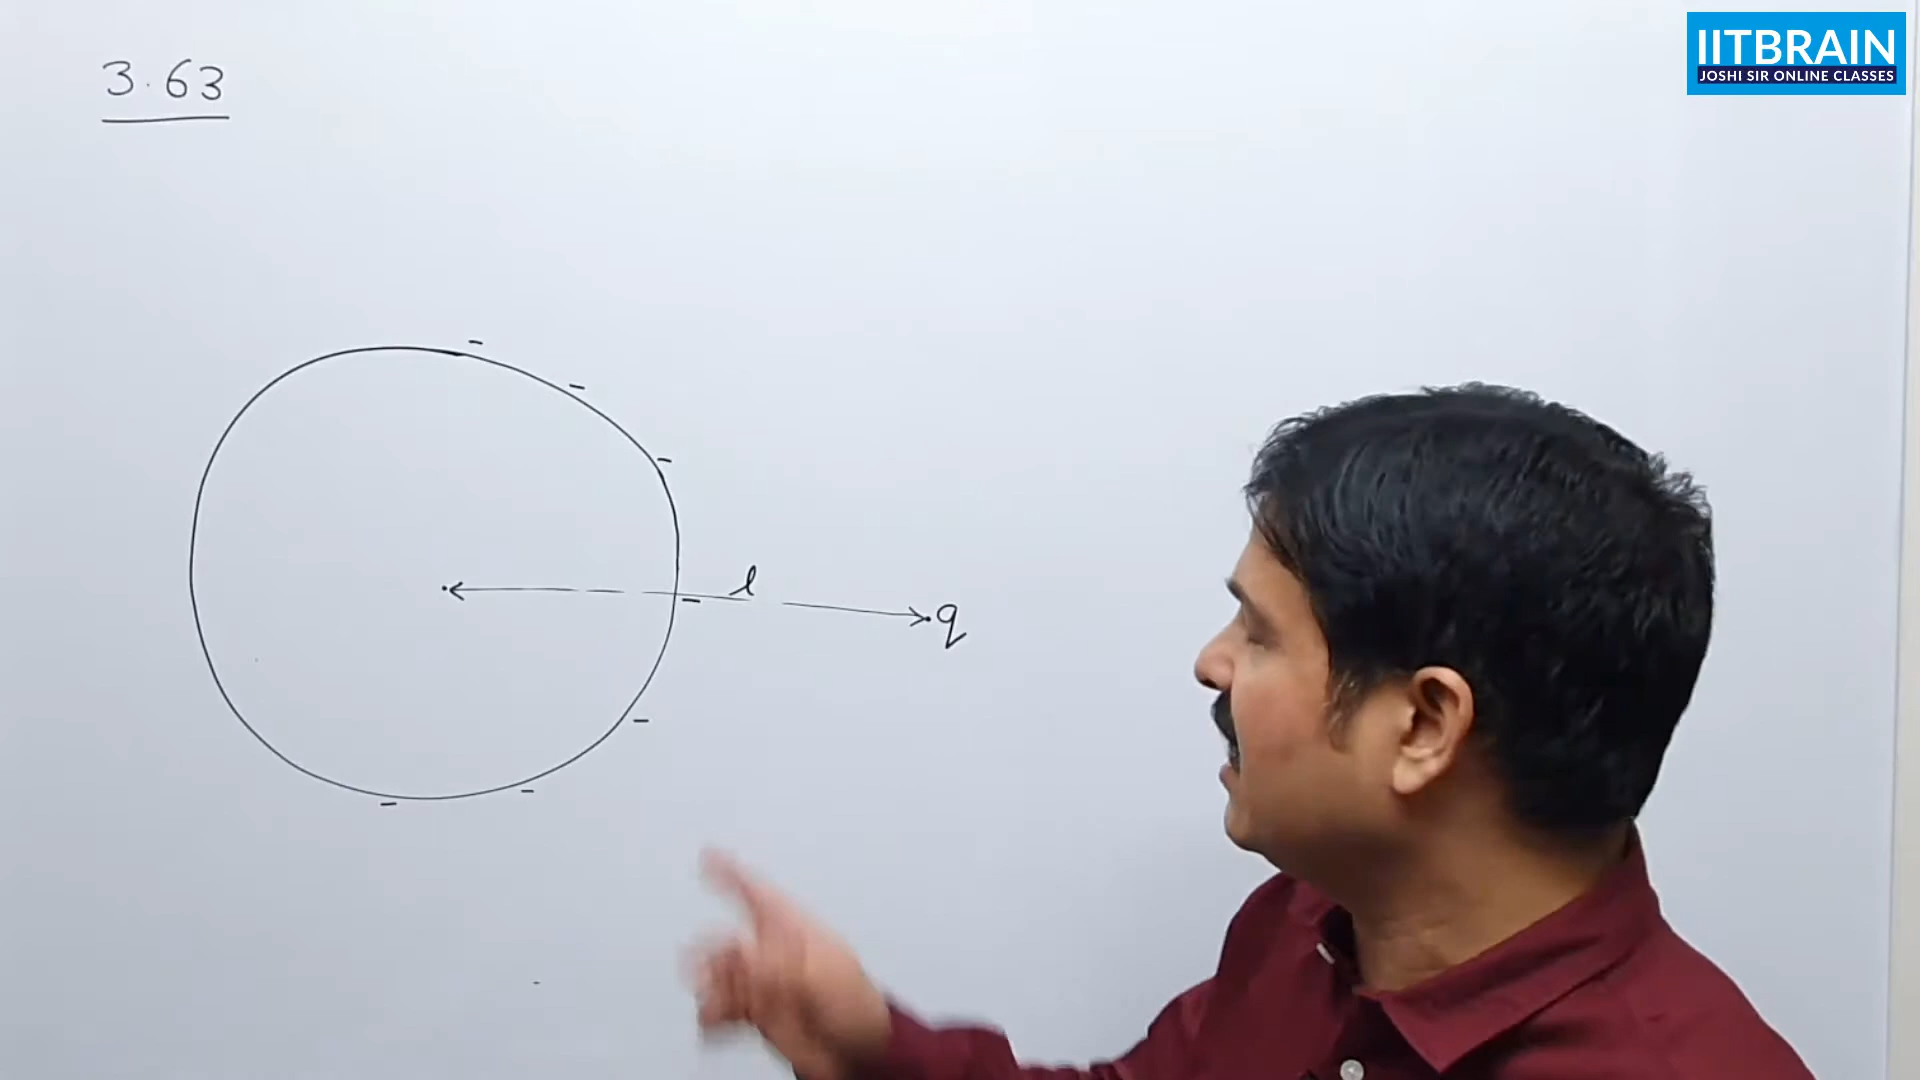 3.63
IITBRAIN
JOSHI SIR ONLINE CLASSES
l
q